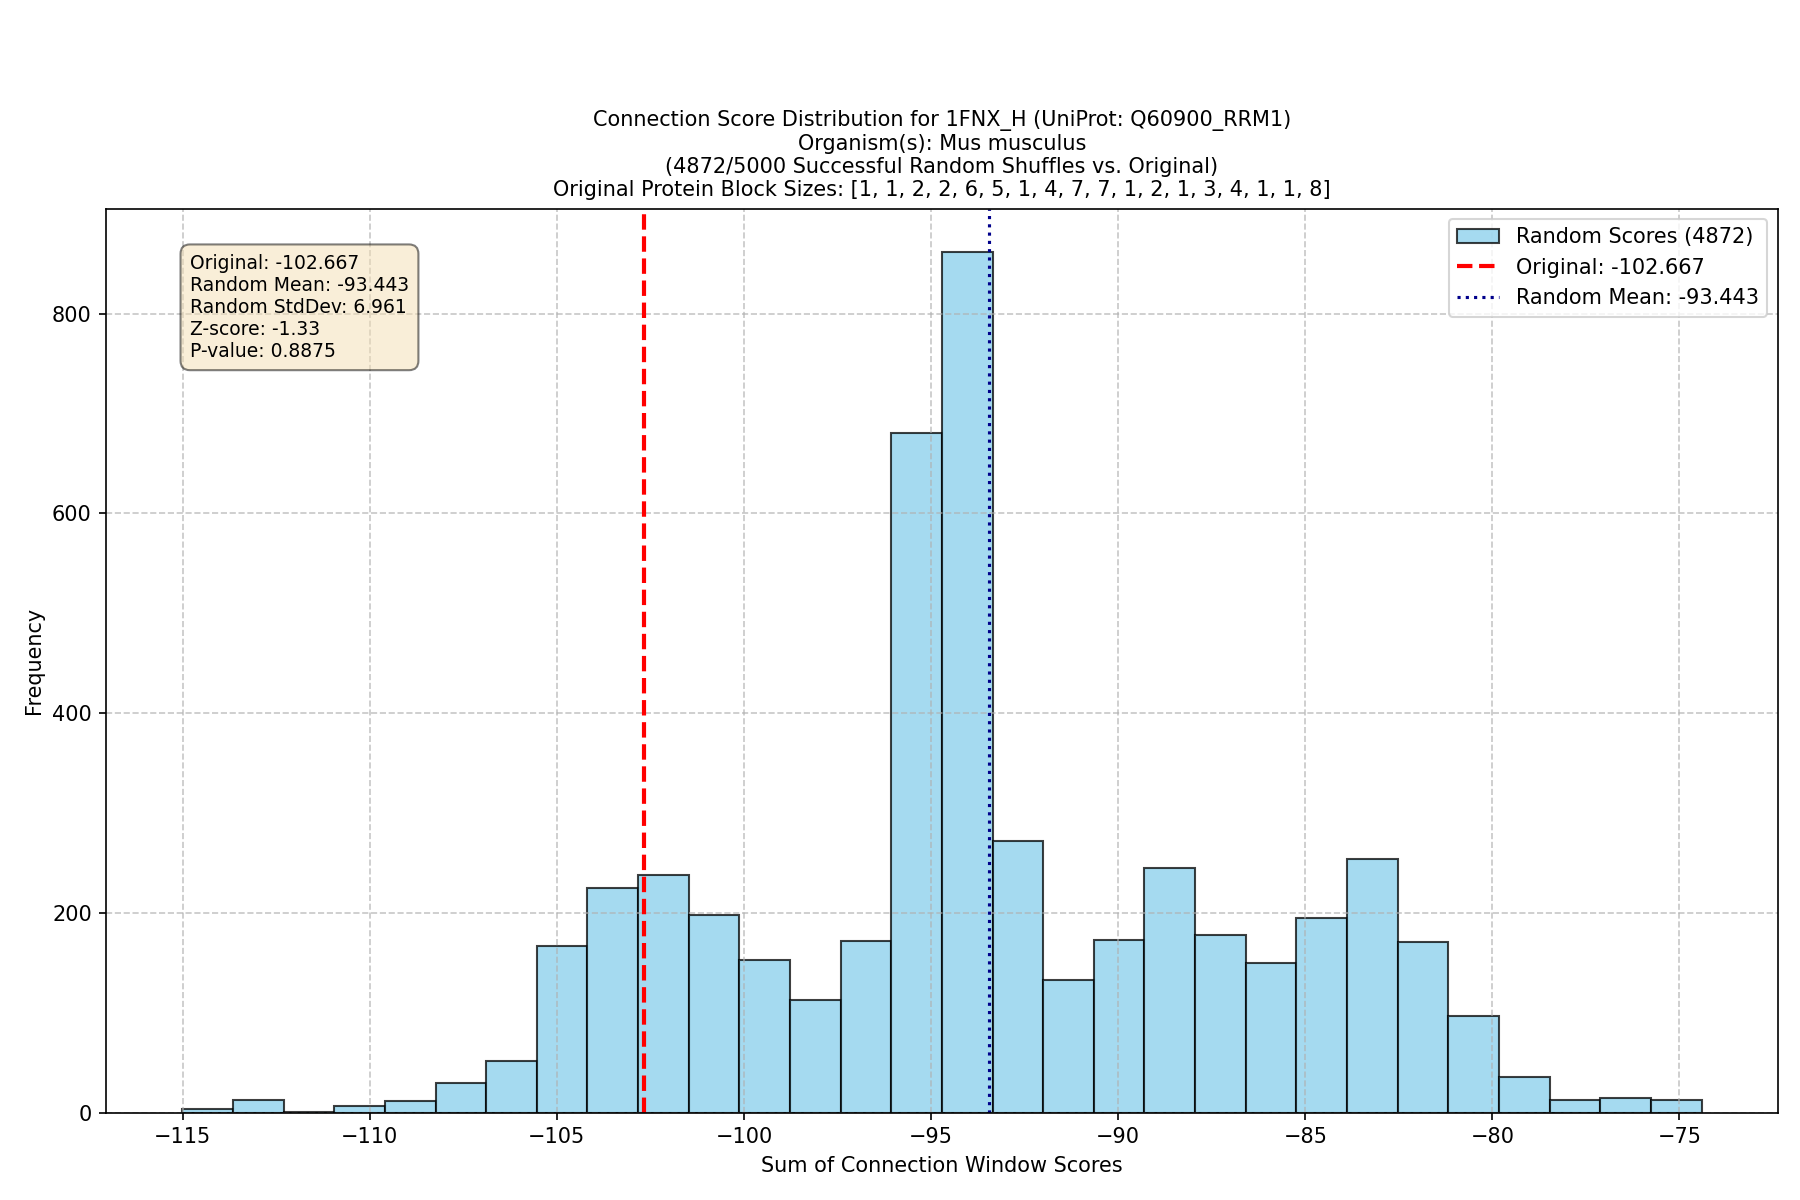 Connection Score Distribution for 1FNX_H (UniProt: Q60900_RRM1)
Organism(s): Mus musculus
(4872/5000 Successful Random Shuffles vs. Original)
Original Protein Block Sizes: [1, 1, 2, 2, 6, 5, 1, 4, 7, 7, 1, 2, 1, 3, 4, 1, 1, 8]
Original: -102.667
Random Mean: -93.443
Random StdDev: 6.961
Z-score: -1.33
P-value: 0.8875
Random Scores (4872)
Original: -102.667
Random Mean: -93.443
Frequency
800
600
400
200
0
−115
−110
−105
−100
−95
−90
−85
−80
−75
Sum of Connection Window Scores